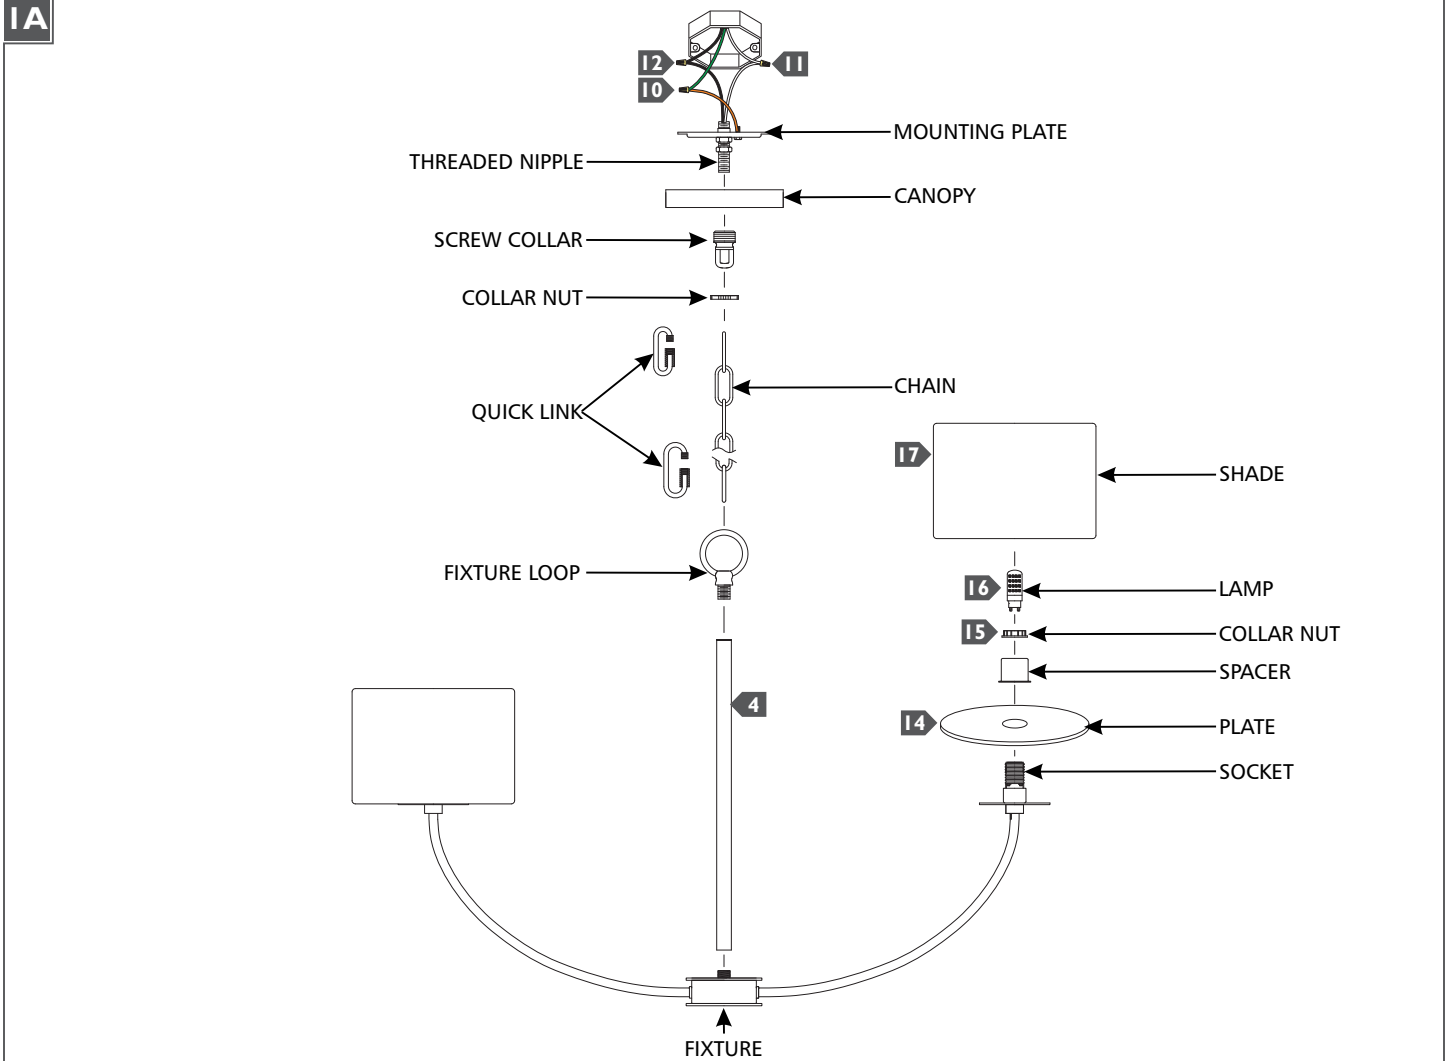 1A
12
11
10
MOUNTING PLATE
THREADED NIPPLE
CANOPY
SCREW COLLAR
COLLAR NUT
CHAIN
QUICK LINK
17
SHADE
FIXTURE LOOP
16
LAMP
15
COLLAR NUT
SPACER
4
14
PLATE
SOCKET
FIXTURE